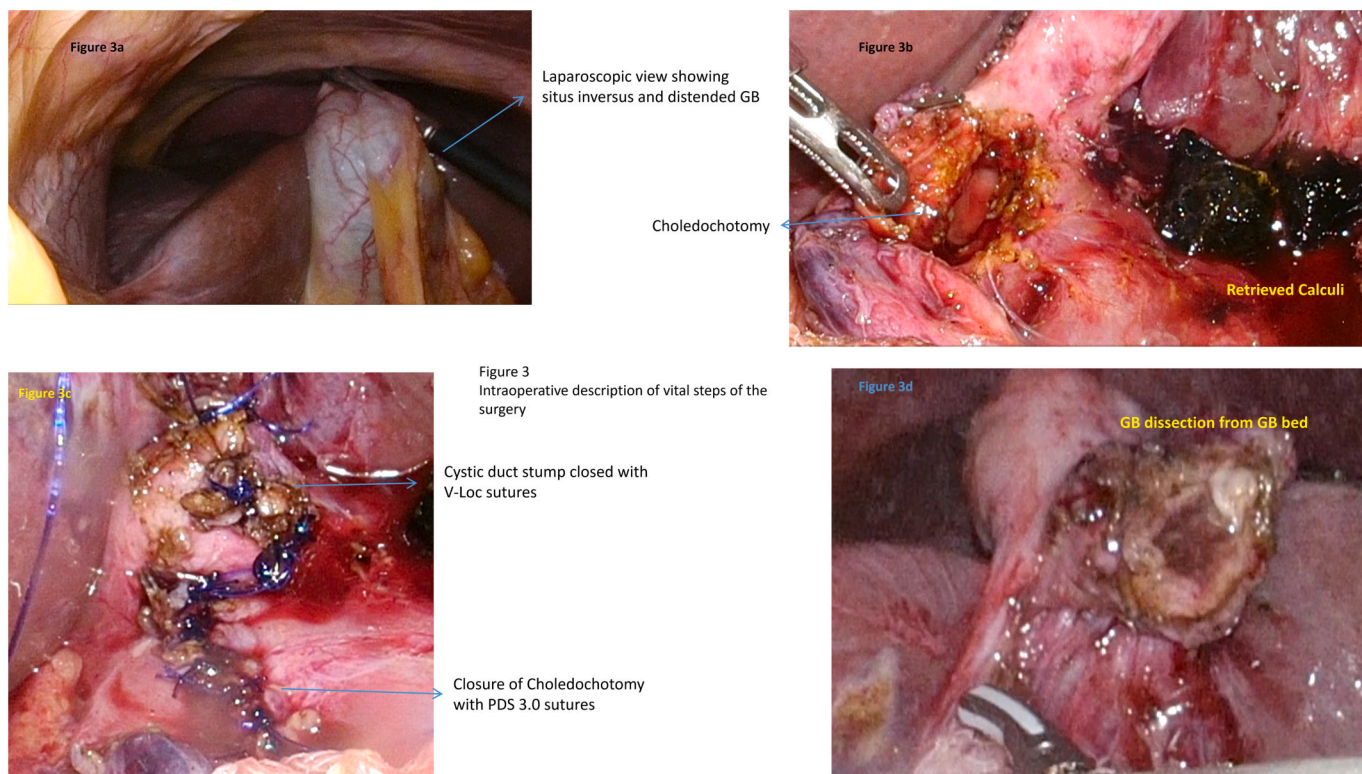 Figure 3a
Laparoscopic view showing
situs inversus and distended GB
Figure 3b
Choledochotomy
Retrieved Calculi
Figure 3c
Figure 3
Intraoperative description of vital steps of the
surgery
Cystic duct stump closed with
V-Loc sutures
Closure of Choledochotomy
with PDS 3.0 sutures
Figure 3d
GB dissection from GB bed